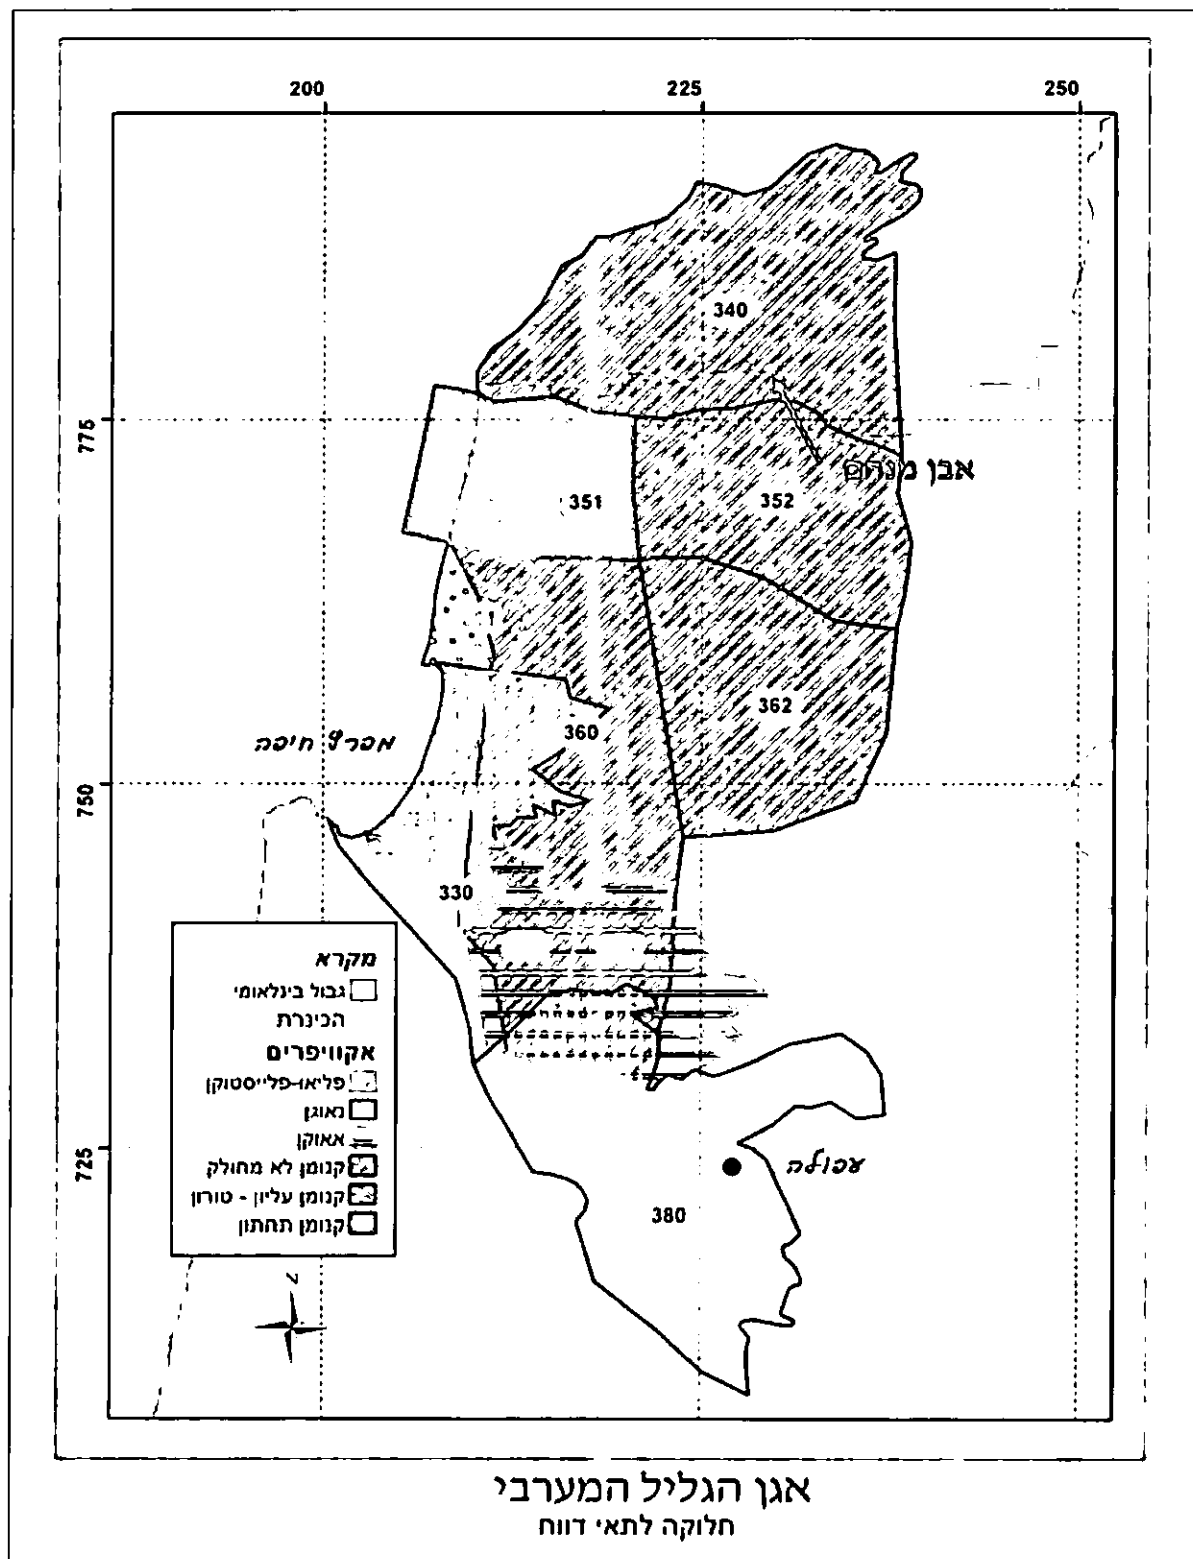 200 225 250
340
775
אבן מנחם
351 352
362
360
מפרץ חיפה
750
330
מקרא
גבול בינלאומי
הכינרת
אקוויפרים
פליאו-פלייסטוקן
נאוגן
אאוקן
קנומן לא מחולק
קנומן עליון - טורון
קנומן תחתון
725
עפולה
380
אגן הגליל המערבי
חלוקה לתאי דווח